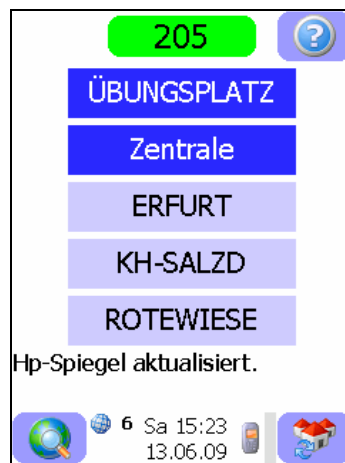 205
?
ÜBUNGSPLATZ
Zentrale
ERFURT
KH-SALZD
ROTEWIESE
Hp-Spiegel aktualisiert.
6 Sa 15:23
13.06.09